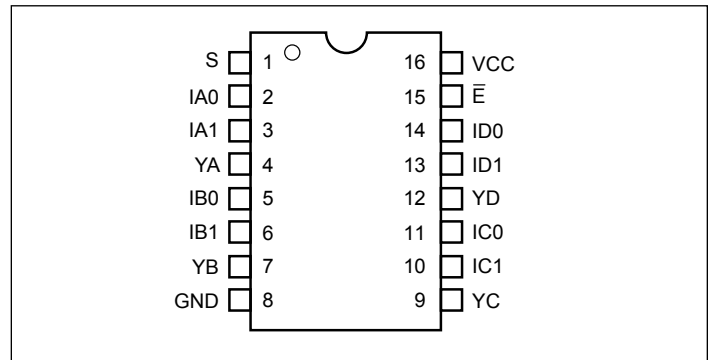 S 1 16 VCC
IA0 2 15 E̅
IA1 3 14 ID0
YA 4 13 ID1
IB0 5 12 YD
IB1 6 11 IC0
YB 7 10 IC1
GND 8 9 YC